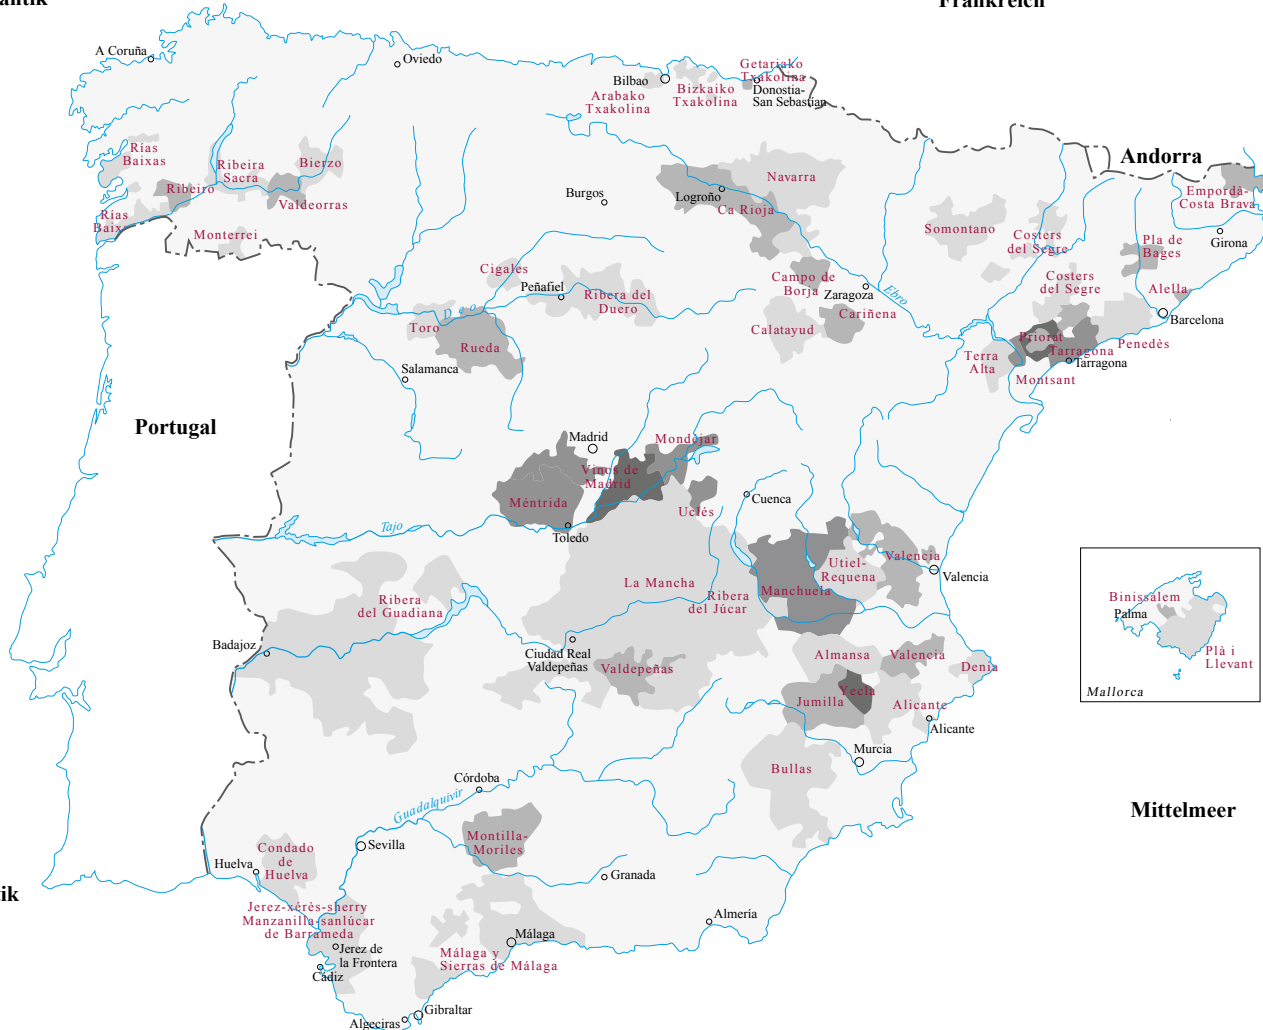 antik
Frankreich
A Coruña
Oviedo
Bilbao
Arabako
Txakolina
Bizkaiko
Txakolina
Getariako
Txakolina
Donostia-
San Sebastian
Andorra
Rías
Baixas
Ribeira
Sacra
Bierzo
Ribeiro
Valdeorras
Rías
Baix
Monterrei
Burgos
Logroño
Navarra
Ca Rioja
Somontano
Costers
del Segre
Empordà-
Costa Brava
Girona
Pla de
Bages
Costers
del Segre
Alella
Barcelona
Cigales
Peñafiel
Ribera del
Duero
Campo de
Borja
Zaragoza
Ebro
Cariñena
Calatayud
D e o
Toro
Rueda
Salamanca
Priorat
Tarragona
Penedès
Tarragona
Terra
Alta
Montsant
Portugal
Madrid
Mondéjar
Vinos de
Madrid
Méntrida
Uclés
Cuenca
Tajo
Toledo
La Mancha
Ribera
del Júcar
Manchuela
Utiel-
Requena
Valencia
Valencia
Ribera
del Guadiana
Badajoz
Ciudad Real
Valdepeñas
Valdepeñas
Almansa
Valencia
Denia
Yecla
Jumilla
Alicante
Alicante
Murcia
Bullas
Binissalem
Palma
Plà i
Llevant
Mallorca
Mittelmeer
Córdoba
Guadalquivir
Montilla-
Moriles
Sevilla
Condado
de
Huelva
Huelva
Granada
tik
Jerez-xérès-sherry
Manzanilla-sanlúcar
de Barrameda
Jerez de
la Frontera
Cádiz
Málaga
Málaga y
Sierras de Málaga
Almería
Gibraltar
Algeciras